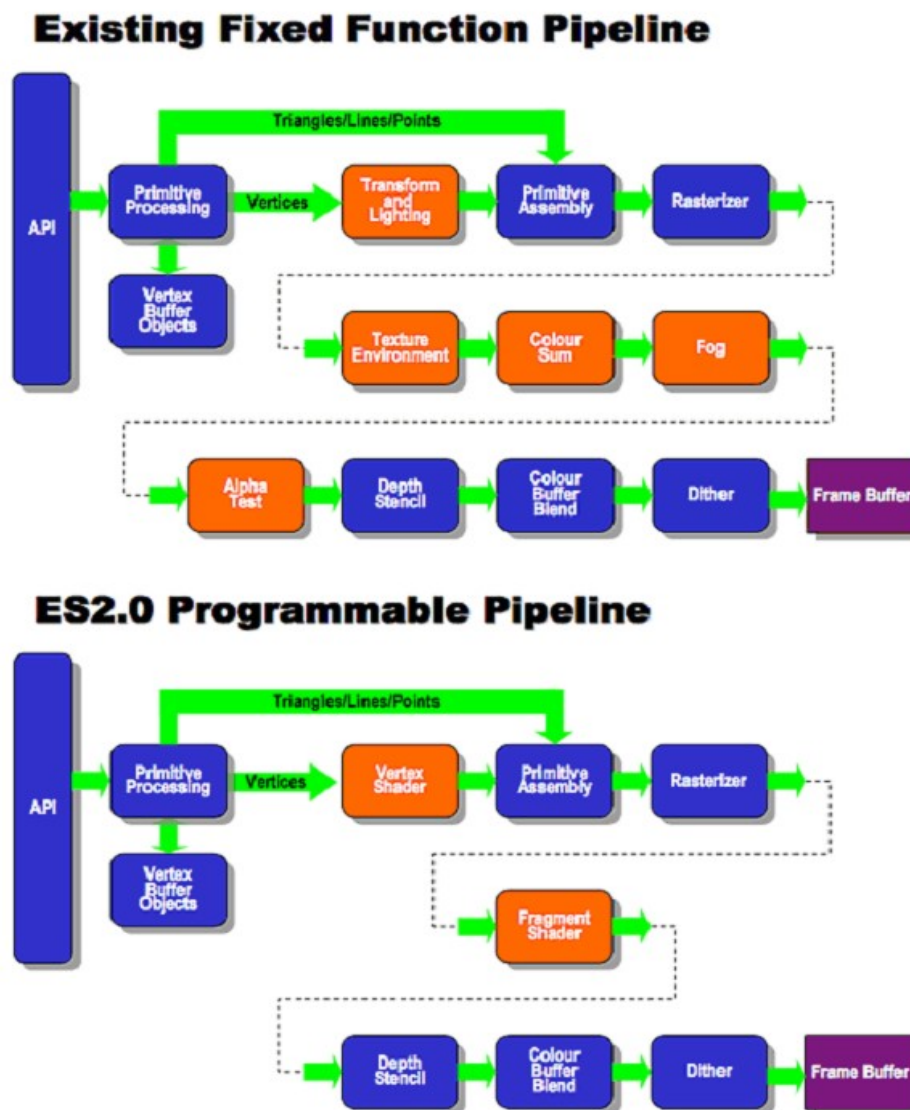 Existing Fixed Function Pipeline
Triangles/Lines/Points
API
Primitive
Processing
Vertices
Transform
and
Lighting
Primitive
Assembly
Rasterizer
Vertex
Buffer
Objects
Texture
Environment
Colour
Sum
Fog
Alpha
Test
Depth
Stencil
Colour
Buffer
Blend
Dither
Frame Buffer
ES2.0 Programmable Pipeline
Triangles/Lines/Points
API
Primitive
Processing
Vertices
Vertex
Shader
Primitive
Assembly
Rasterizer
Vertex
Buffer
Objects
Fragment
Shader
Depth
Stencil
Colour
Buffer
Blend
Dither
Frame Buffer